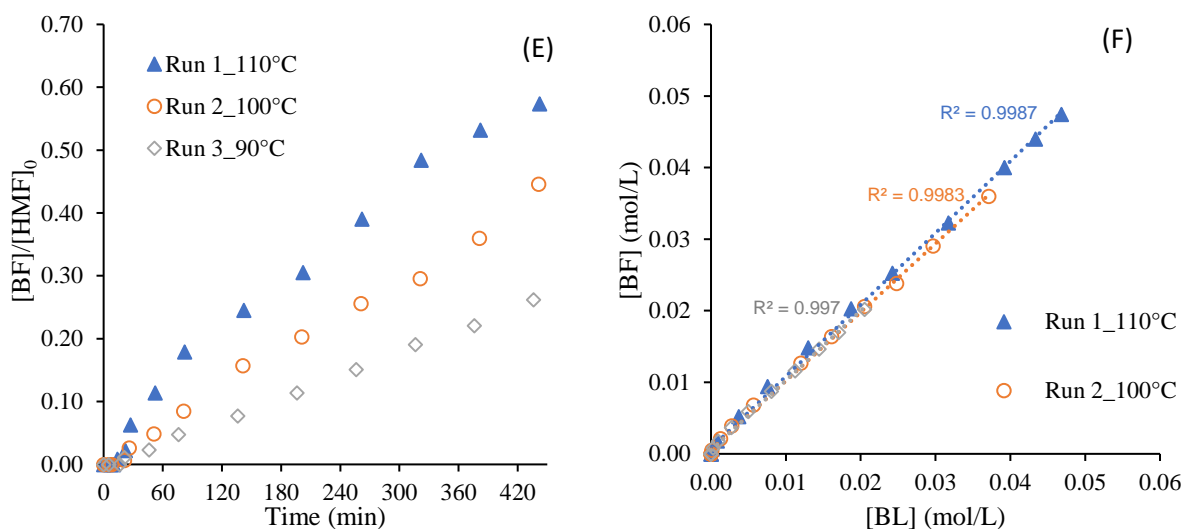 (E)
[BF]/[HMF]0
0.70
0.60
0.50
0.40
0.30
0.20
0.10
0.00
Run 1_110°C
Run 2_100°C
Run 3_90°C
0 60 120 180 240 300 360 420
Time (min)
(F)
[BF] (mol/L)
0.06
0.05
0.04
0.03
0.02
0.01
0.00
R² = 0.9987
R² = 0.9983
R² = 0.997
Run 1_110°C
Run 2_100°C
0.00 0.01 0.02 0.03 0.04 0.05 0.06
[BL] (mol/L)